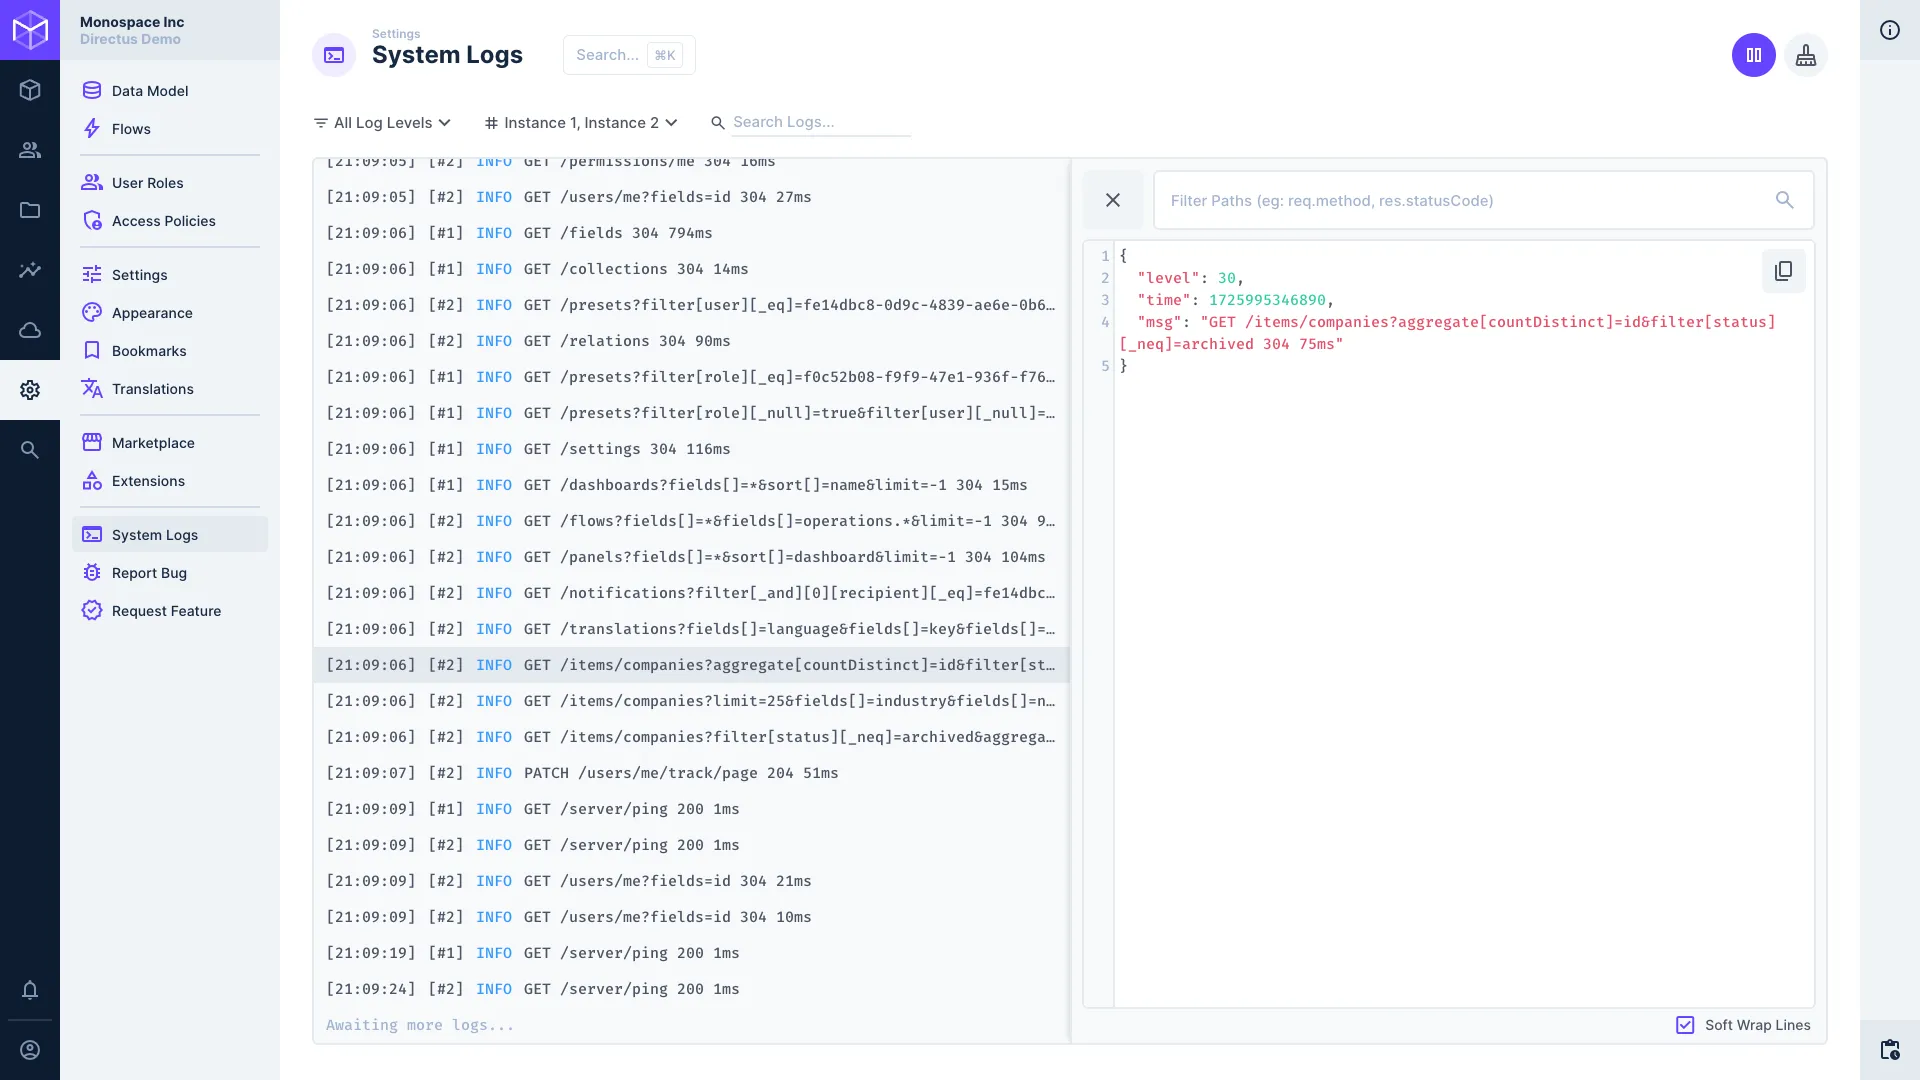 Monospace Inc
Directus Demo
Data Model
Flows
User Roles
Access Policies
Settings
Appearance
Bookmarks
Translations
Marketplace
Extensions
System Logs
Report Bug
Request Feature
Settings
System Logs
Search... ⌘K
All Log Levels
Instance 1, Instance 2
Search Logs...
[21:09:05] [#2] INFO GET /permissions/me 304 16ms
[21:09:05] [#2] INFO GET /users/me?fields=id 304 27ms
[21:09:06] [#1] INFO GET /fields 304 794ms
[21:09:06] [#1] INFO GET /collections 304 14ms
[21:09:06] [#2] INFO GET /presets?filter[user][_eq]=fe14dbc8-0d9c-4839-ae6e-0b6…
[21:09:06] [#2] INFO GET /relations 304 90ms
[21:09:06] [#1] INFO GET /presets?filter[role][_eq]=f0c52b08-f9f9-47e1-936f-f76…
[21:09:06] [#1] INFO GET /presets?filter[role][_null]=true&filter[user][_null]=…
[21:09:06] [#1] INFO GET /settings 304 116ms
[21:09:06] [#1] INFO GET /dashboards?fields[]=*&sort[]=name&limit=-1 304 15ms
[21:09:06] [#2] INFO GET /flows?fields[]=*&fields[]=operations.*&limit=-1 304 9…
[21:09:06] [#2] INFO GET /panels?fields[]=*&sort[]=dashboard&limit=-1 304 104ms
[21:09:06] [#2] INFO GET /notifications?filter[_and][0][recipient][_eq]=fe14dbc…
[21:09:06] [#2] INFO GET /translations?fields[]=language&fields[]=key&fields[]=…
[21:09:06] [#2] INFO GET /items/companies?aggregate[countDistinct]=id&filter[st…
[21:09:06] [#2] INFO GET /items/companies?limit=25&fields[]=industry&fields[]=n…
[21:09:06] [#2] INFO GET /items/companies?filter[status][_neq]=archived&aggrega…
[21:09:07] [#2] INFO PATCH /users/me/track/page 204 51ms
[21:09:09] [#1] INFO GET /server/ping 200 1ms
[21:09:09] [#2] INFO GET /server/ping 200 1ms
[21:09:09] [#2] INFO GET /users/me?fields=id 304 21ms
[21:09:09] [#2] INFO GET /users/me?fields=id 304 10ms
[21:09:19] [#1] INFO GET /server/ping 200 1ms
[21:09:24] [#2] INFO GET /server/ping 200 1ms
Awaiting more logs...
Filter Paths (eg: req.method, res.statusCode)
1 {
2 "level": 30,
3 "time": 1725995346890,
4 "msg": "GET /items/companies?aggregate[countDistinct]=id&filter[status]
[_neq]=archived 304 75ms"
5 }
Soft Wrap Lines